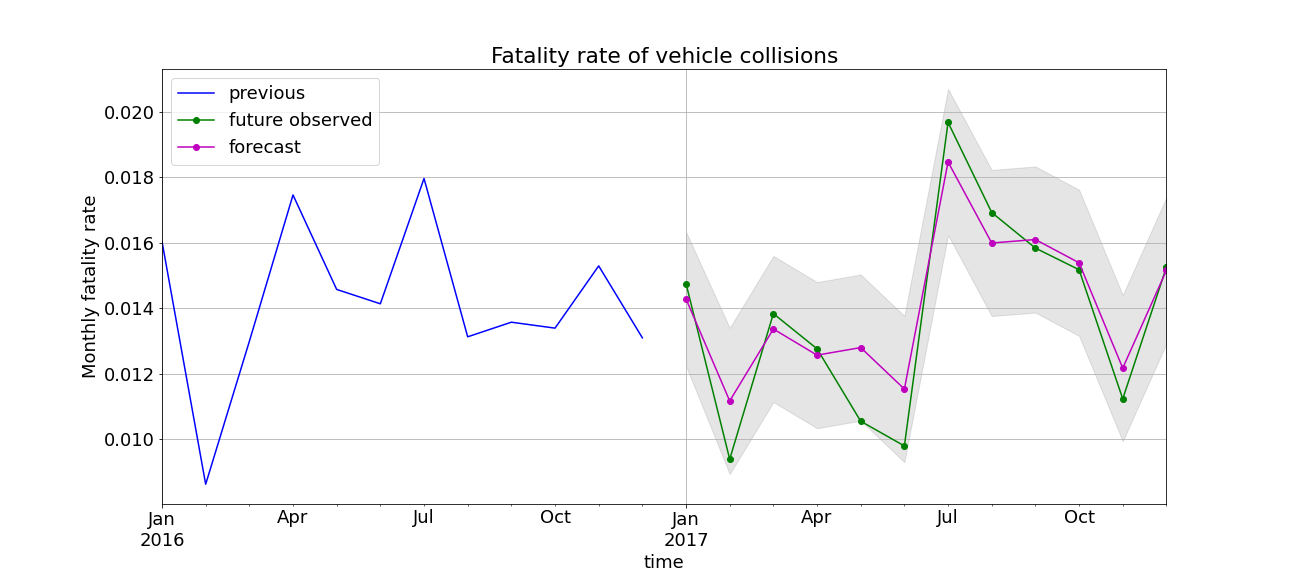 Fatality rate of vehicle collisions
previous
future observed
forecast
0.020
0.018
0.016
0.014
0.012
0.010
Monthly fatality rate
Jan Apr Jul Oct Jan Apr Jul Oct
2016 2017
time